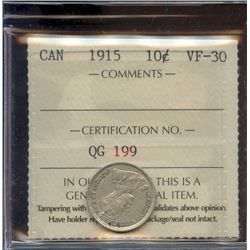 CAN 1915 10¢ VF-30
— COMMENTS —
— CERTIFICATION NO. —
QG 199
IN OU THIS IS A
GEN AL ITEM.
Tampering with alidates above opinion.
Have holder ckage/seal not intact.